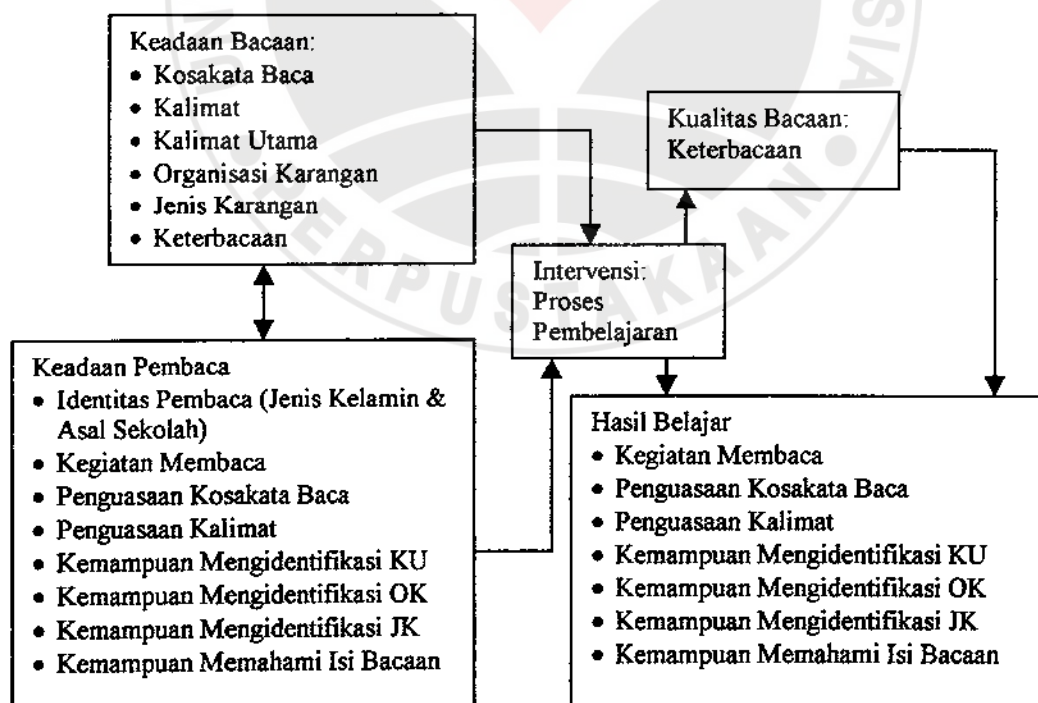 Keadaan Bacaan:
• Kosakata Baca
• Kalimat
• Kalimat Utama
• Organisasi Karangan
• Jenis Karangan
• Keterbacaan
Kualitas Bacaan:
Keterbacaan
Intervensi:
Proses
Pembelajaran
Keadaan Pembaca
• Identitas Pembaca (Jenis Kelamin &
Asal Sekolah)
• Kegiatan Membaca
• Penguasaan Kosakata Baca
• Penguasaan Kalimat
• Kemampuan Mengidentifikasi KU
• Kemampuan Mengidentifikasi OK
• Kemampuan Mengidentifikasi JK
• Kemampuan Memahami Isi Bacaan
Hasil Belajar
• Kegiatan Membaca
• Penguasaan Kosakata Baca
• Penguasaan Kalimat
• Kemampuan Mengidentifikasi KU
• Kemampuan Mengidentifikasi OK
• Kemampuan Mengidentifikasi JK
• Kemampuan Memahami Isi Bacaan
PERPUSTAKAAN